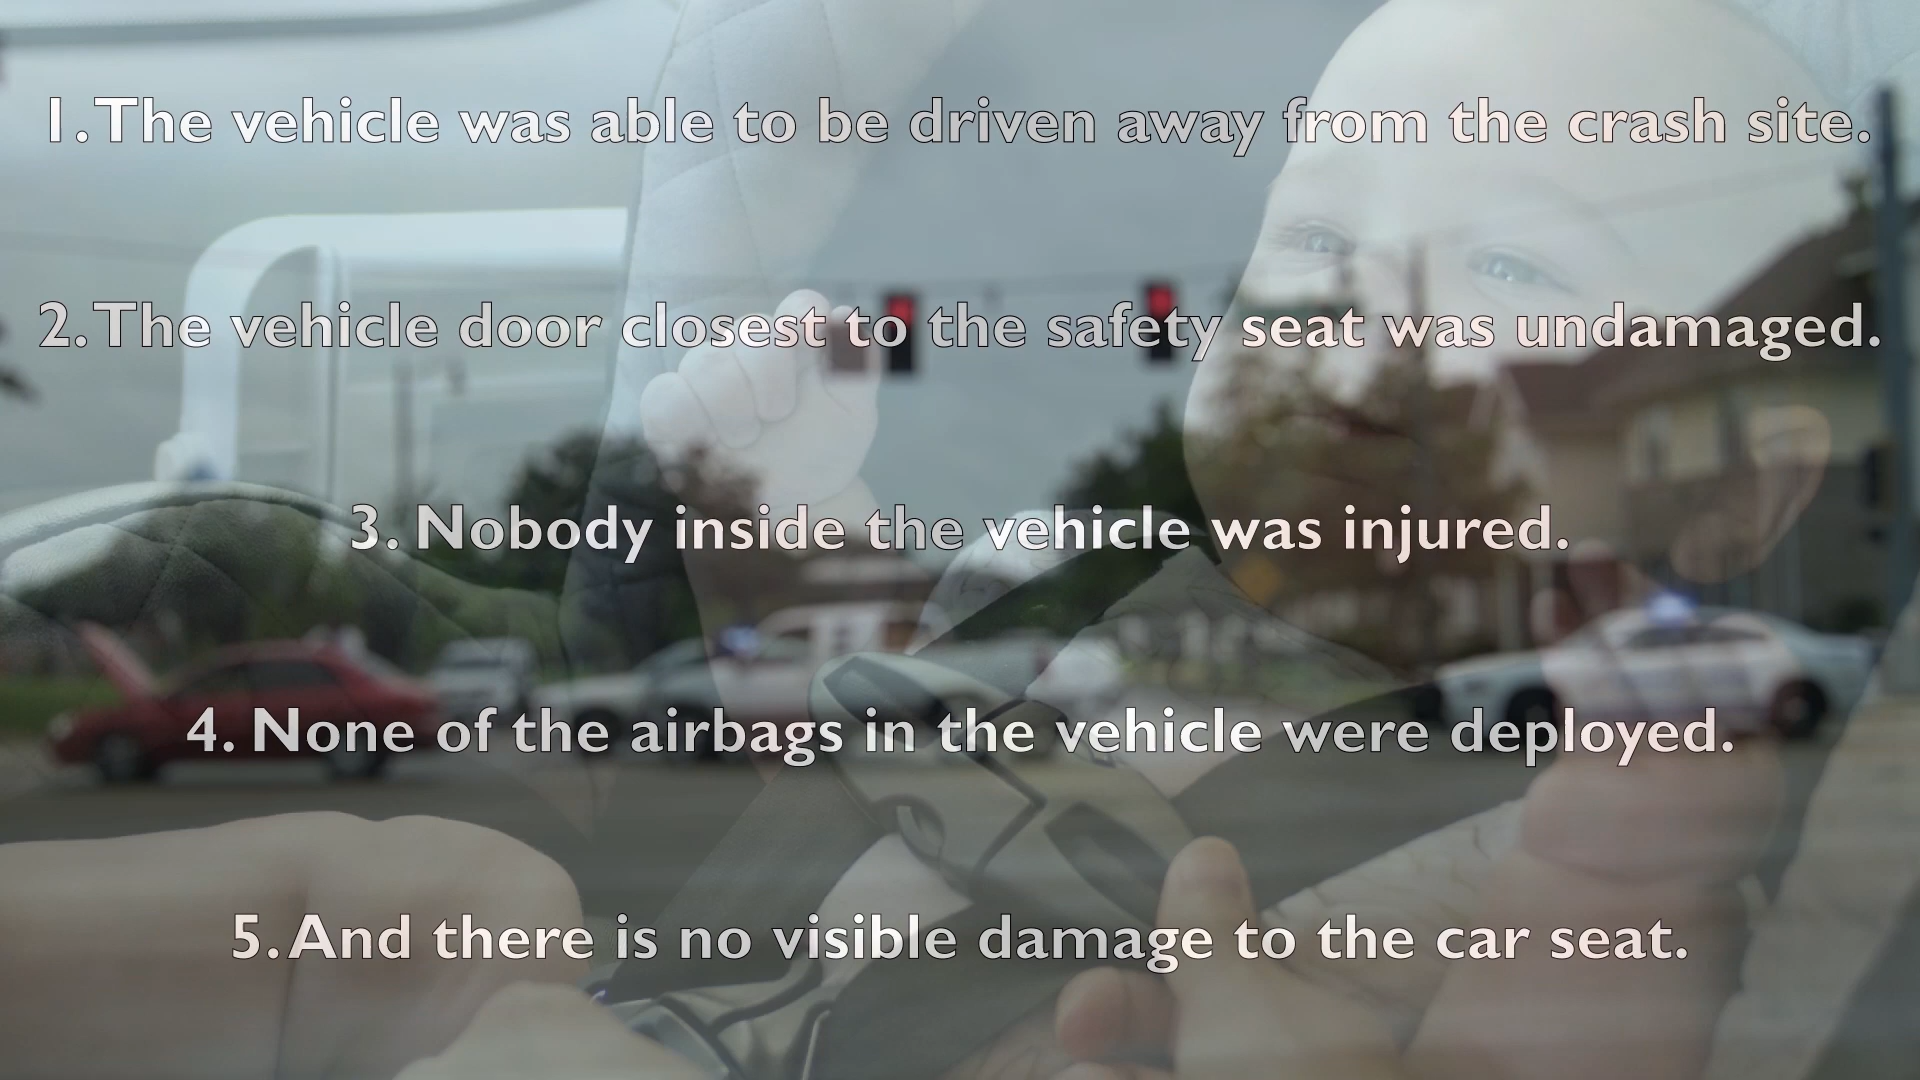 1. The vehicle was able to be driven away from the crash site.
2. The vehicle door closest to the safety seat was undamaged.
3. Nobody inside the vehicle was injured.
4. None of the airbags in the vehicle were deployed.
5. And there is no visible damage to the car seat.